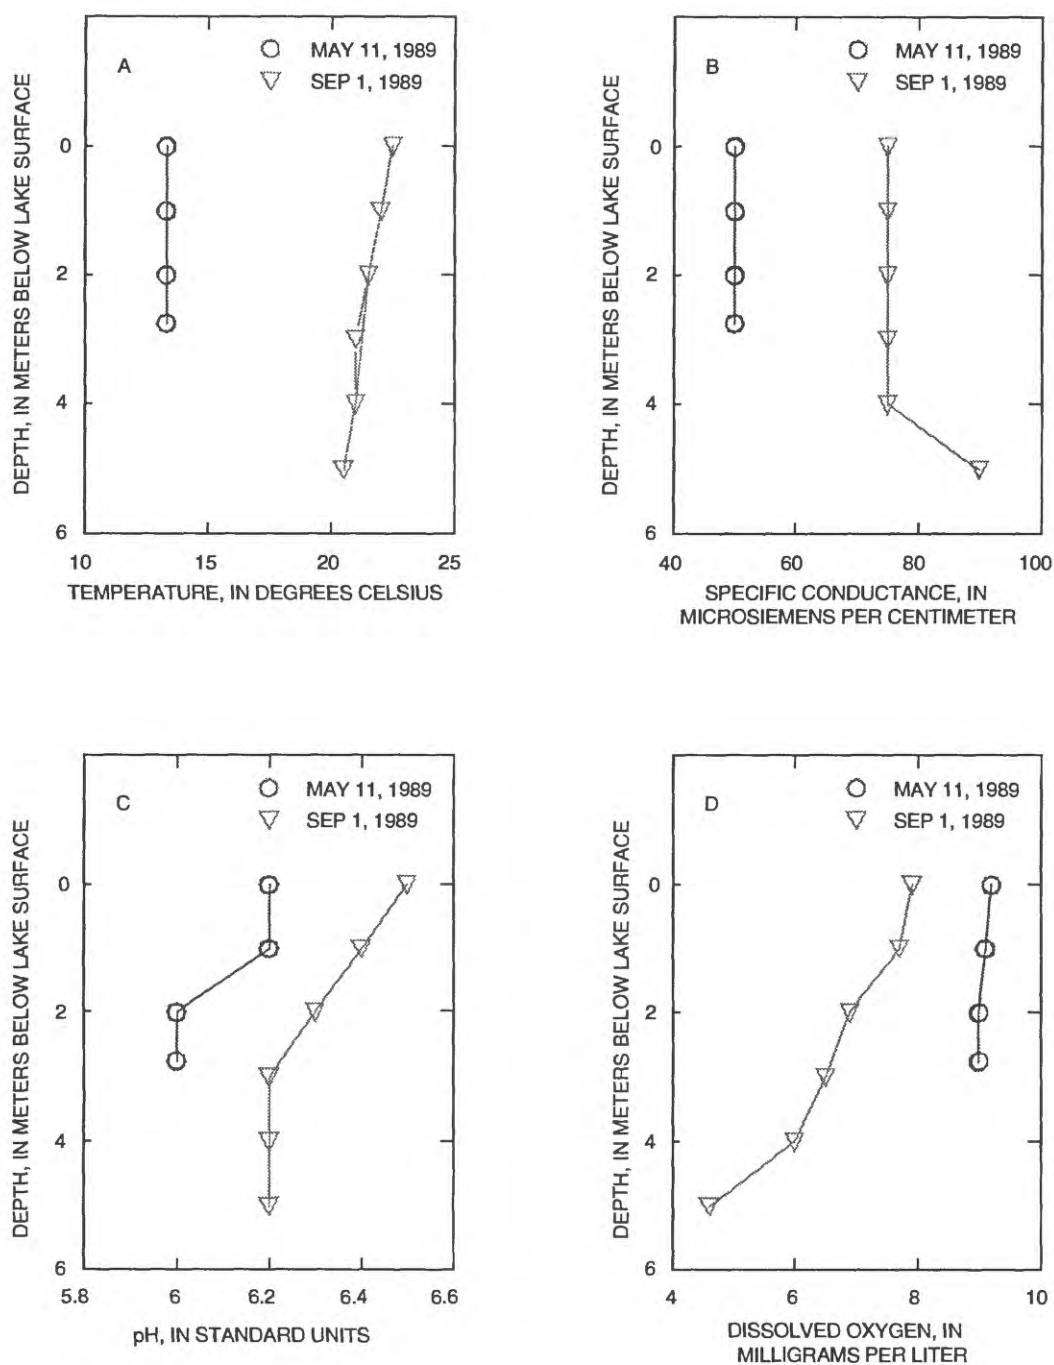 A
MAY 11, 1989
SEP 1, 1989
DEPTH, IN METERS BELOW LAKE SURFACE
0
2
4
6
10
15
20
25
TEMPERATURE, IN DEGREES CELSIUS
B
MAY 11, 1989
SEP 1, 1989
DEPTH, IN METERS BELOW LAKE SURFACE
0
2
4
6
40
60
80
100
SPECIFIC CONDUCTANCE, IN
MICROSIEMENS PER CENTIMETER
C
MAY 11, 1989
SEP 1, 1989
DEPTH, IN METERS BELOW LAKE SURFACE
0
2
4
6
5.8
6
6.2
6.4
6.6
pH, IN STANDARD UNITS
D
MAY 11, 1989
SEP 1, 1989
DEPTH, IN METERS BELOW LAKE SURFACE
0
2
4
6
4
6
8
10
DISSOLVED OXYGEN, IN
MILLIGRAMS PER LITER